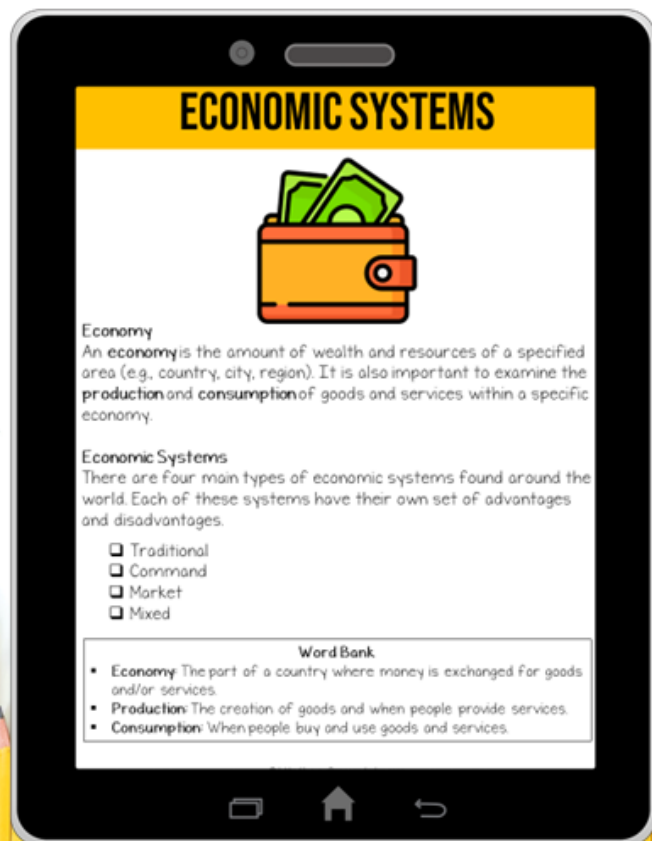 ECONOMIC SYSTEMS
Economy
An economy is the amount of wealth and resources of a specified
area (e.g., country, city, region). It is also important to examine the
production and consumption of goods and services within a specific
economy.
Economic Systems
There are four main types of economic systems found around the
world. Each of these systems have their own set of advantages
and disadvantages.
❑ Traditional
❑ Command
❑ Market
❑ Mixed
Word Bank
▪ Economy: The part of a country where money is exchanged for goods
and/or services.
▪ Production: The creation of goods and when people provide services.
▪ Consumption: When people buy and use goods and services.